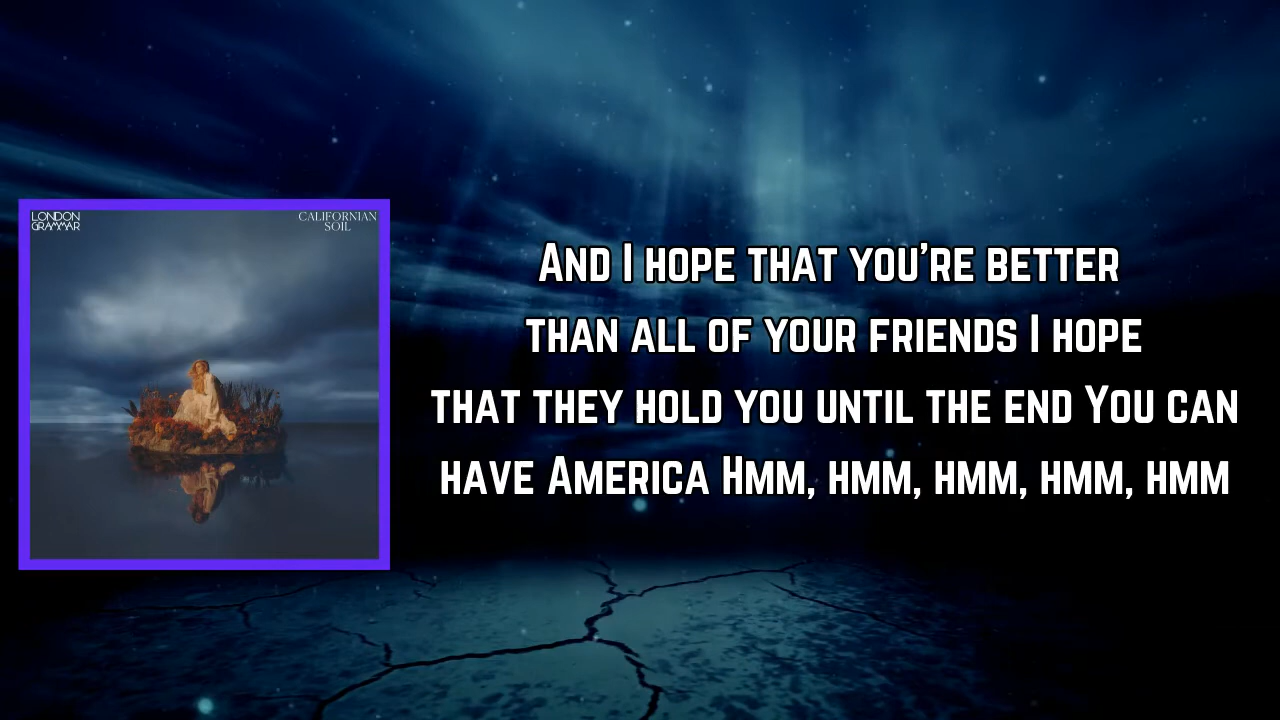 LONDON
GRAMMAR
CALIFORNIAN
SOIL
And I hope that you're better
than all of your friends I hope
that they hold you until the end You can
have America Hmm, hmm, hmm, hmm, hmm